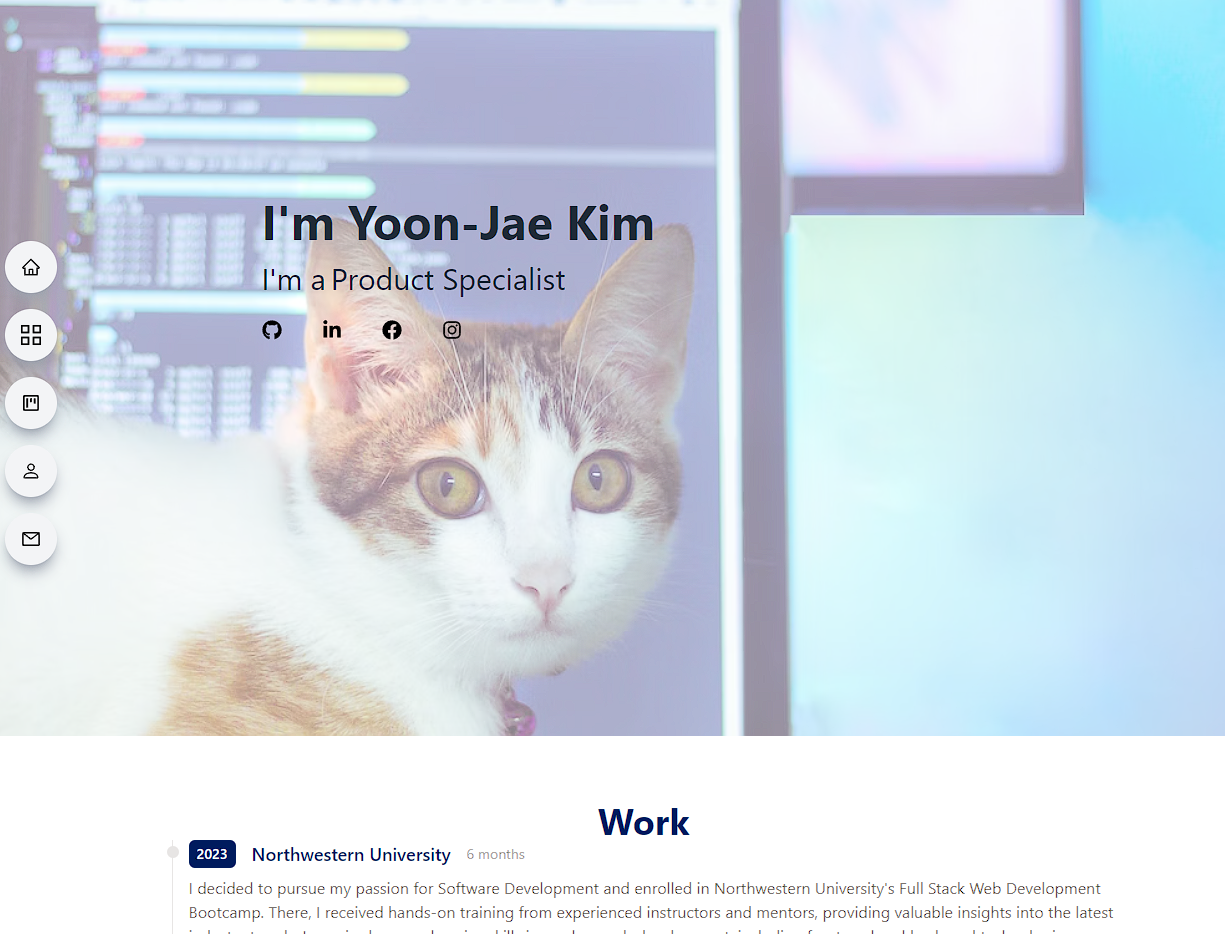 I'm Yoon-Jae Kim
I'm a Product Specialist
Work
2023 Northwestern University 6 months
I decided to pursue my passion for Software Development and enrolled in Northwestern University's Full Stack Web Development
Bootcamp. There, I received hands-on training from experienced instructors and mentors, providing valuable insights into the latest